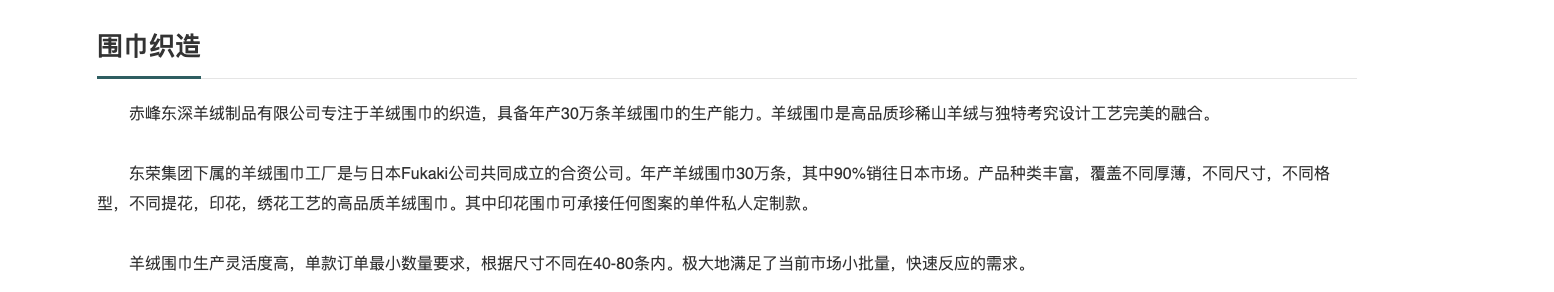 围巾织造
赤峰东深羊绒制品有限公司专注于羊绒围巾的织造，具备年产30万条羊绒围巾的生产能力。羊绒围巾是高品质珍稀山羊绒与独特考究设计工艺完美的融合。
东荣集团下属的羊绒围巾工厂是与日本Fukaki公司共同成立的合资公司。年产羊绒围巾30万条，其中90%销往日本市场。产品种类丰富，覆盖不同厚薄，不同尺寸，不同格
型，不同提花，印花，绣花工艺的高品质羊绒围巾。其中印花围巾可承接任何图案的单件私人定制款。
羊绒围巾生产灵活度高，单款订单最小数量要求，根据尺寸不同在40-80条内。极大地满足了当前市场小批量，快速反应的需求。